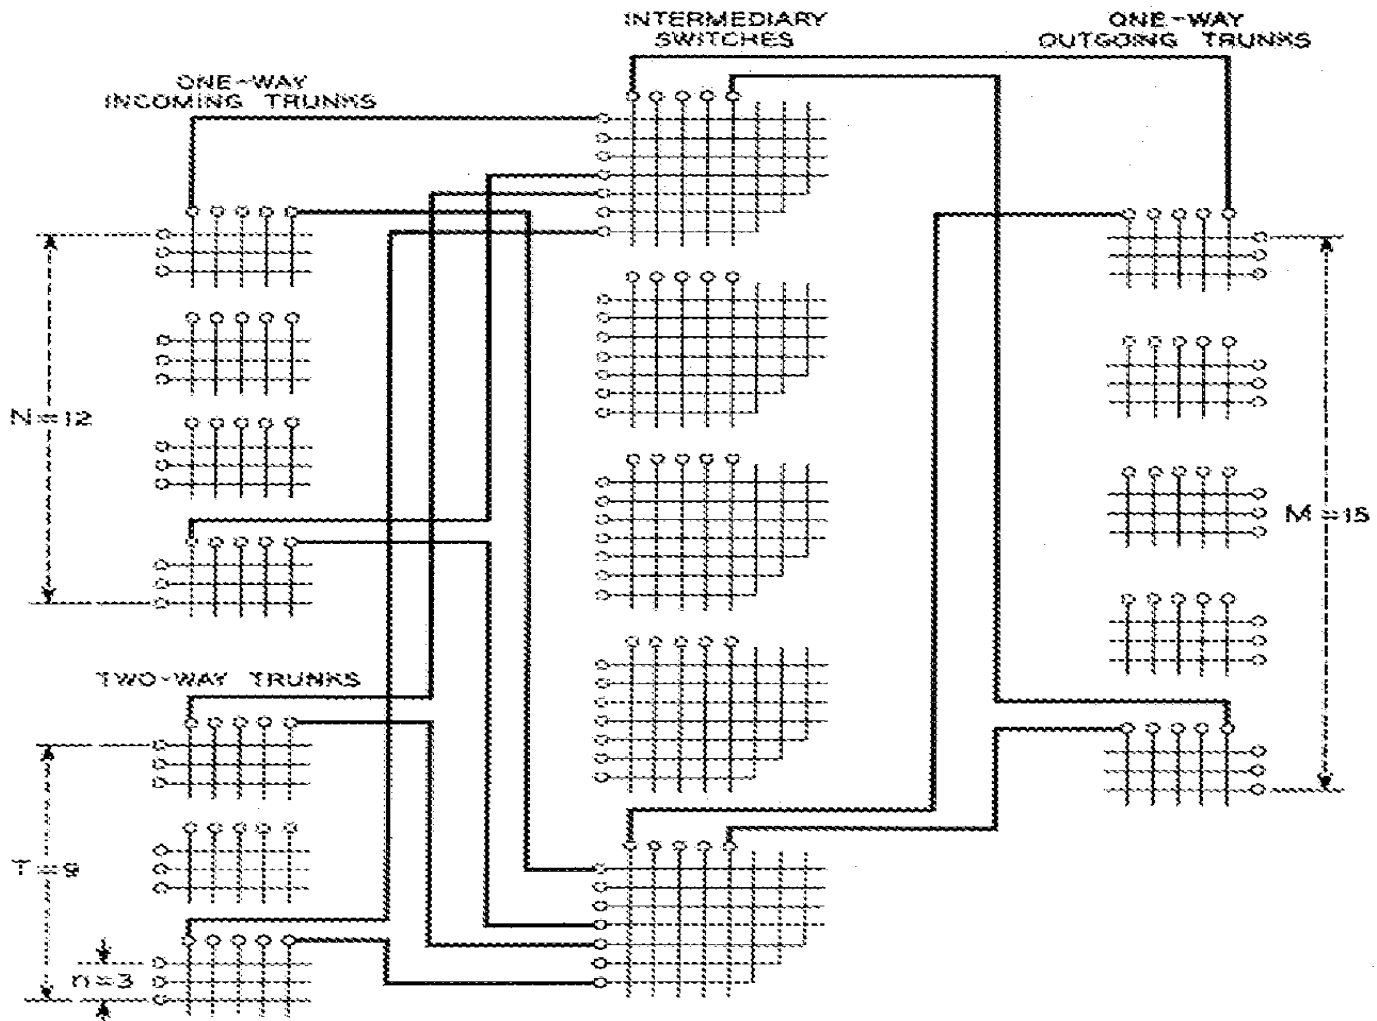 INTERMEDIARY
SWITCHES
ONE-WAY
OUTGOING TRUNKS
ONE-WAY
INCOMING TRUNKS
N=12
M=15
TWO-WAY TRUNKS
T=9
n=3